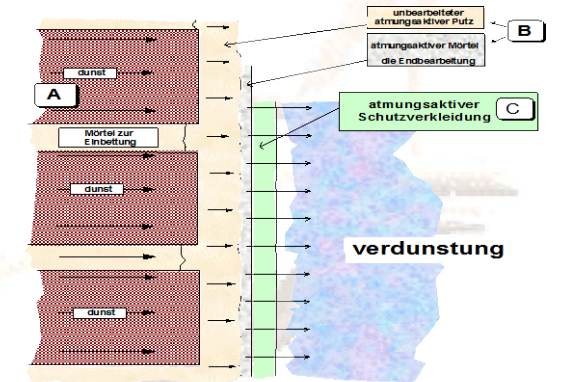 unbearbeiteter
atmungsaktiver Putz
B
atmungsaktiver Mörtel
die Endbearbeitung
dunst
A
atmungsaktiver
Schutzverkleidung
C
Mörtel zur
Einbettung
dunst
verdunstung
dunst